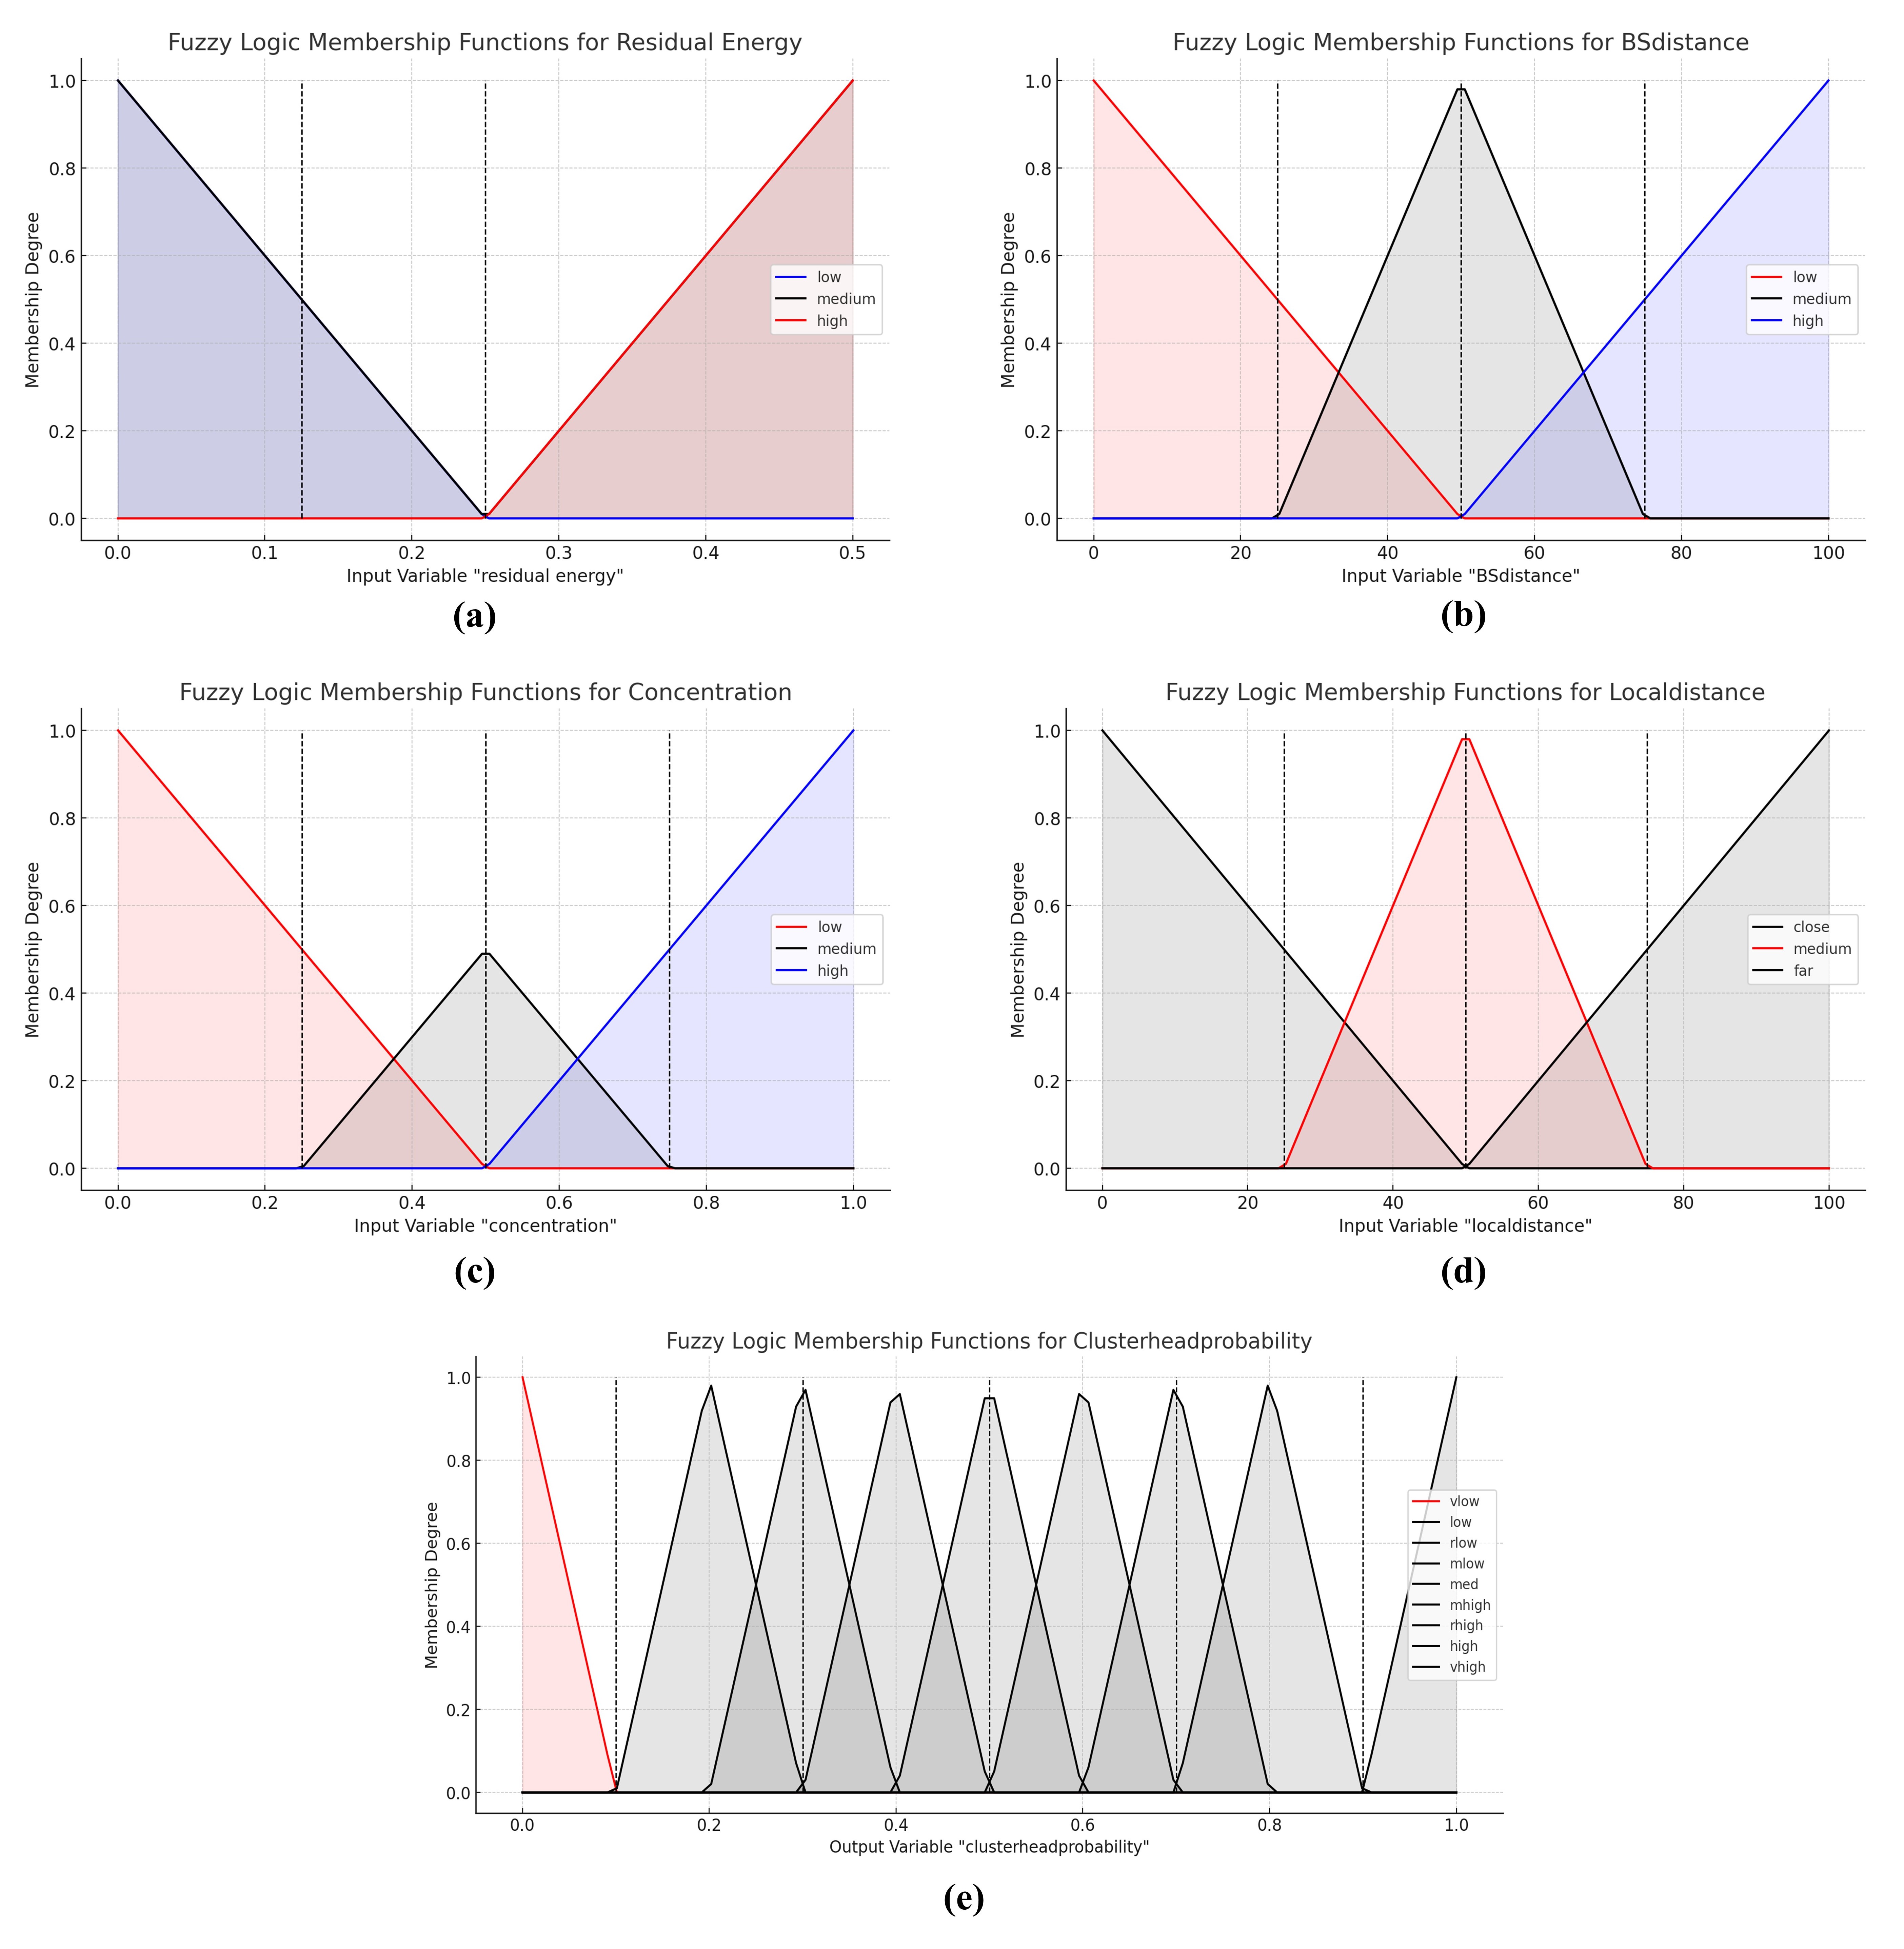 Fuzzy Logic Membership Functions for Residual Energy
1.0
0.8
0.6
0.4
0.2
0.0
Membership Degree
low
medium
high
0.0 0.1 0.2 0.3 0.4 0.5
Input Variable "residual energy"
(a)
Fuzzy Logic Membership Functions for BSdistance
1.0
0.8
0.6
0.4
0.2
0.0
Membership Degree
low
medium
high
0 20 40 60 80 100
Input Variable "BSdistance"
(b)
Fuzzy Logic Membership Functions for Concentration
1.0
0.8
0.6
0.4
0.2
0.0
Membership Degree
low
medium
high
0.0 0.2 0.4 0.6 0.8 1.0
Input Variable "concentration"
(c)
Fuzzy Logic Membership Functions for Localdistance
1.0
0.8
0.6
0.4
0.2
0.0
Membership Degree
close
medium
far
0 20 40 60 80 100
Input Variable "localdistance"
(d)
Fuzzy Logic Membership Functions for Clusterheadprobability
1.0
0.8
0.6
0.4
0.2
0.0
Membership Degree
vlow
low
rlow
mlow
med
mhigh
rhigh
high
vhigh
0.0 0.2 0.4 0.6 0.8 1.0
Output Variable "clusterheadprobability"
(e)